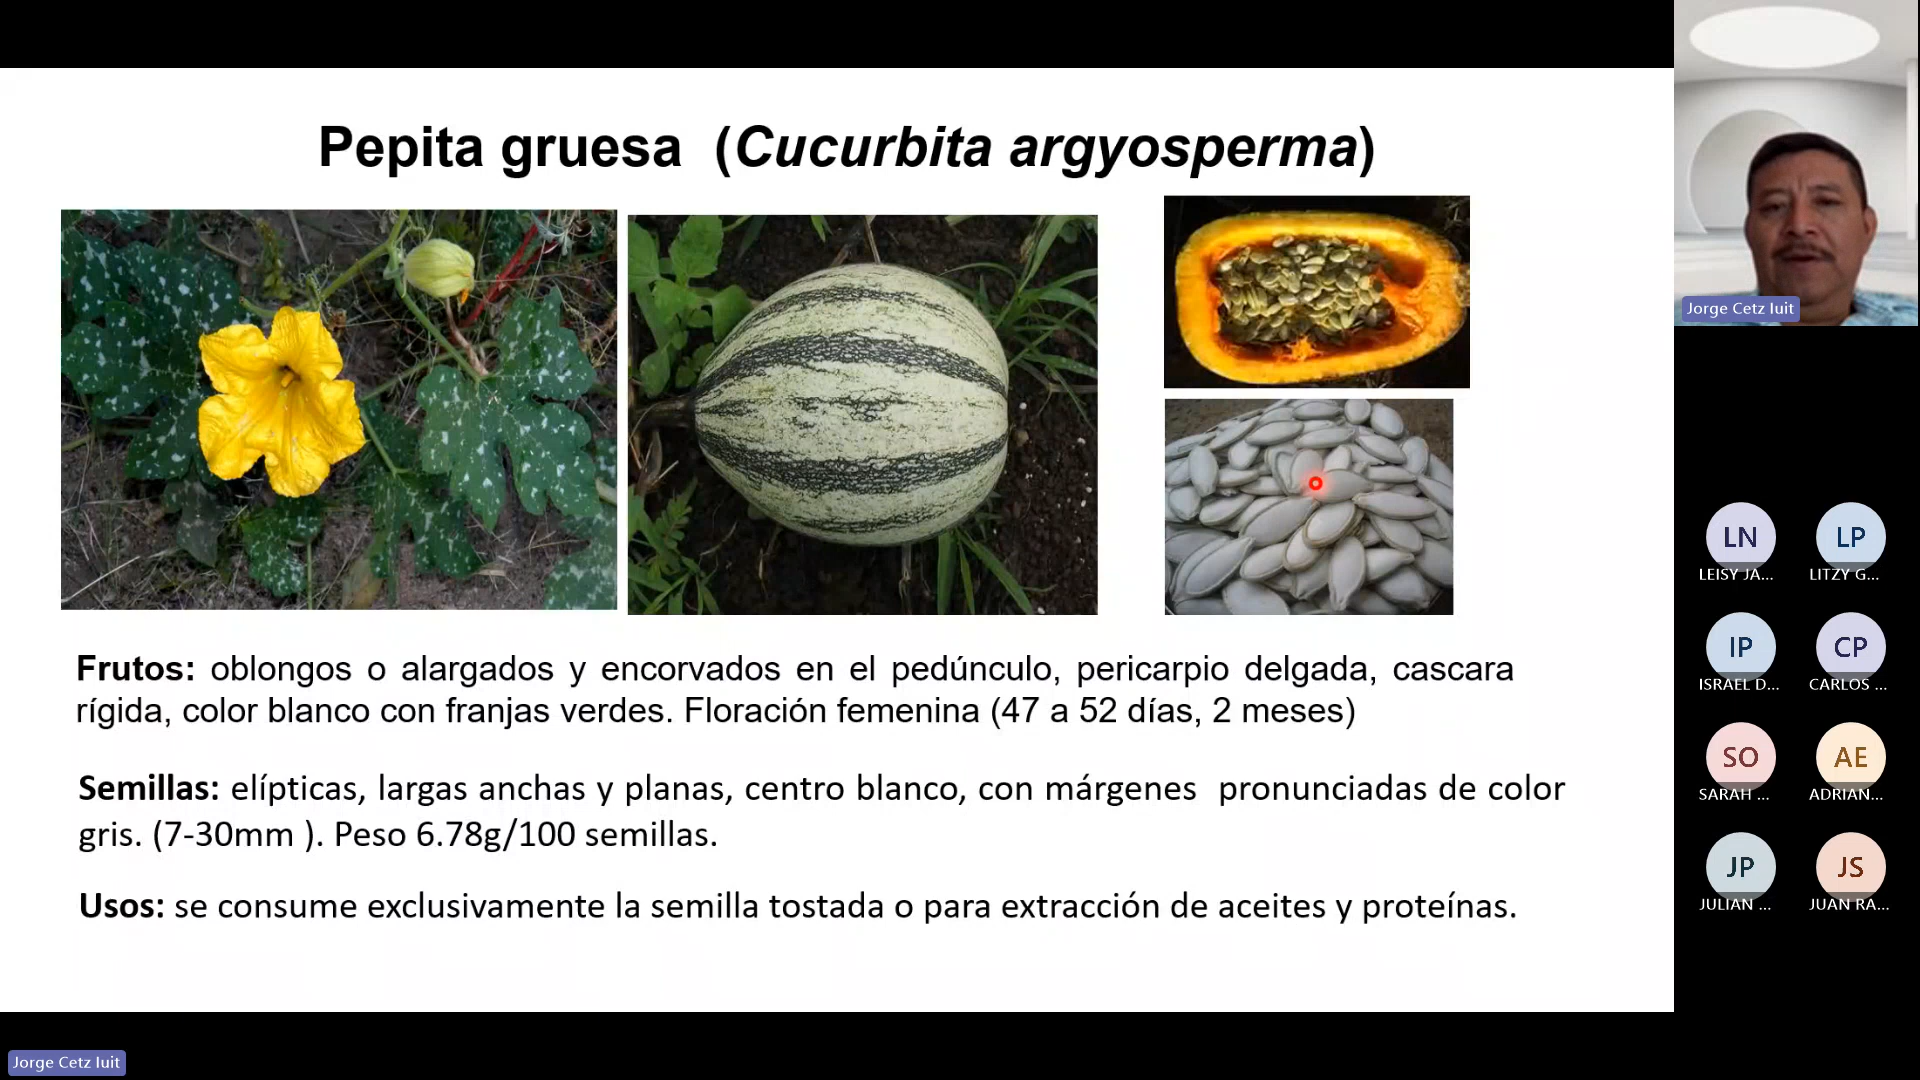 Pepita gruesa (Cucurbita argyosperma)
Frutos: oblongos o alargados y encorvados en el pedúnculo, pericarpio delgada, cascara
rígida, color blanco con franjas verdes. Floración femenina (47 a 52 días, 2 meses)
Semillas: elípticas, largas anchas y planas, centro blanco, con márgenes pronunciadas de color
gris. (7-30mm ). Peso 6.78g/100 semillas.
Usos: se consume exclusivamente la semilla tostada o para extracción de aceites y proteínas.
Jorge Cetz Iuit
LN
LEISY JA...
LP
LITZY G...
IP
ISRAEL D...
CP
CARLOS ...
SO
SARAH ...
AE
ADRIAN...
JP
JULIAN ...
JS
JUAN RA...
Jorge Cetz Iuit